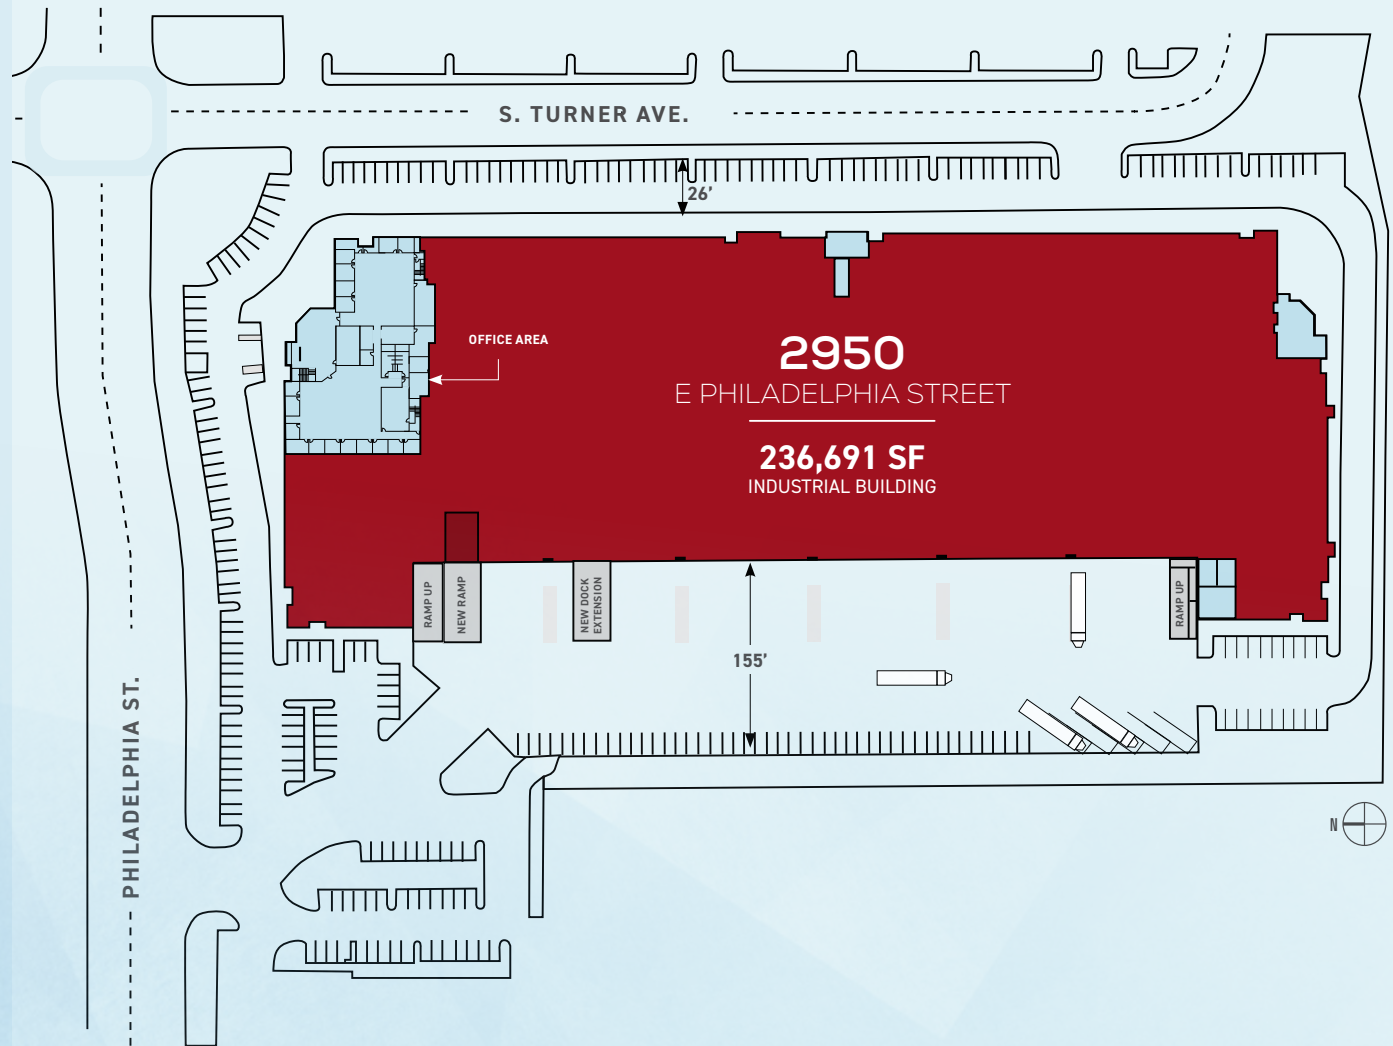 S. TURNER AVE.
26'
OFFICE AREA
2950
E PHILADELPHIA STREET
236,691 SF
INDUSTRIAL BUILDING
RAMP UP
NEW RAMP
NEW DOCK
EXTENSION
RAMP UP
155'
PHILADELPHIA ST.
N